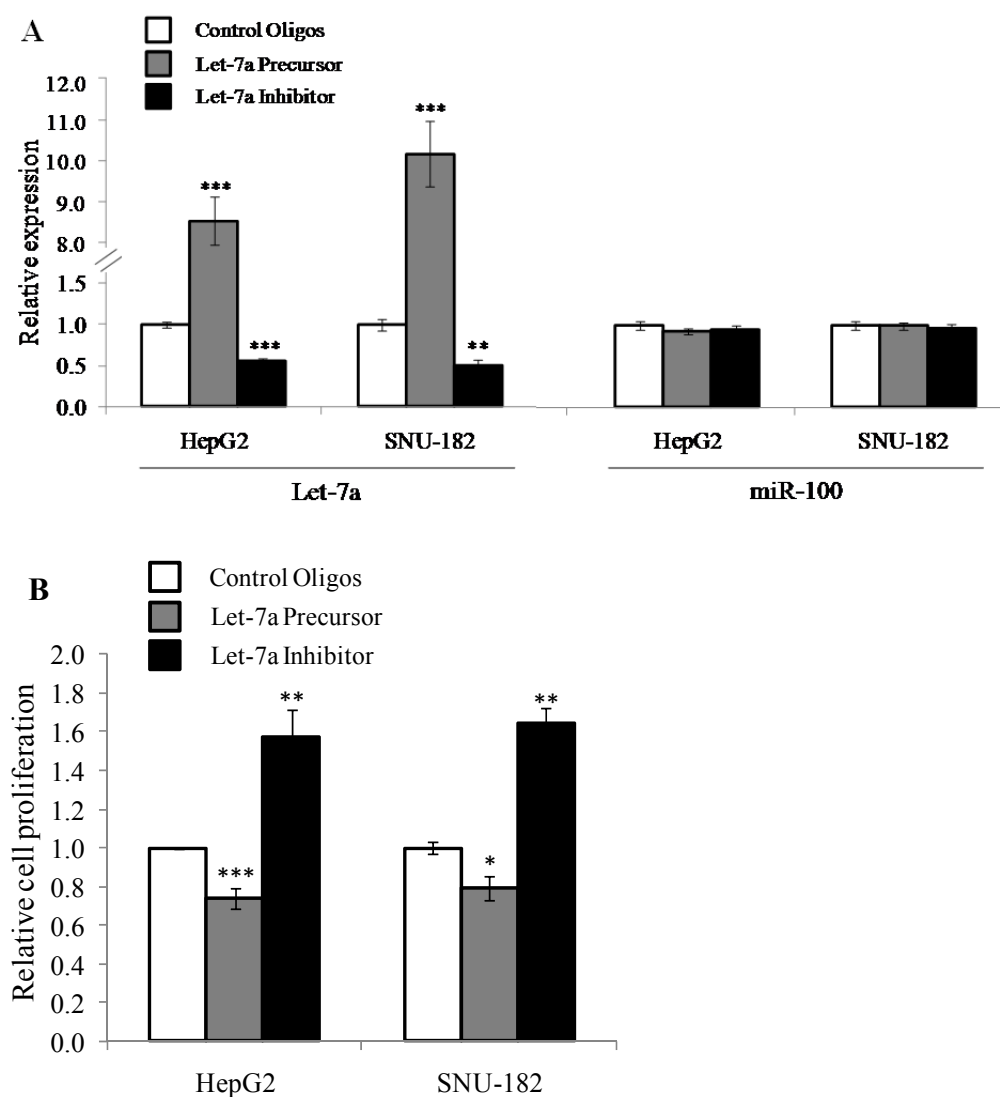 A
Control Oligos
Let-7a Precursor
Let-7a Inhibitor
Relative expression
12.0
11.0
10.0
9.0
8.0
1.5
1.0
0.5
0.0
*** *** *** **
HepG2 SNU-182 HepG2 SNU-182
Let-7a miR-100
B
Control Oligos
Let-7a Precursor
Let-7a Inhibitor
Relative cell proliferation
2.0
1.8
1.6
1.4
1.2
1.0
0.8
0.6
0.4
0.2
0.0
*** ** * **
HepG2 SNU-182